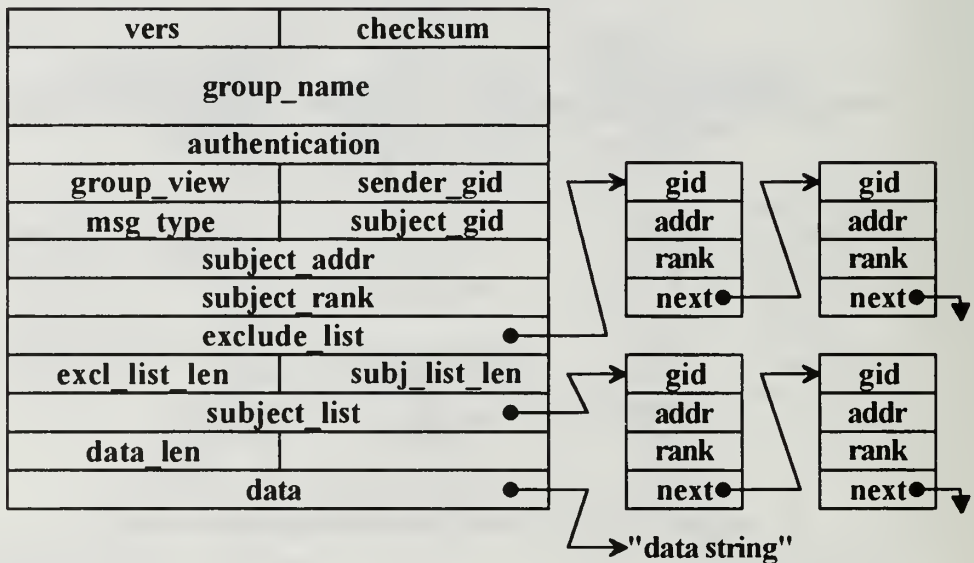 vers checksum
group_name
authentication
group_view sender_gid
msg_type subject_gid
subject_addr
subject_rank
exclude_list
excl_list_len subj_list_len
subject_list
data_len
data
gid gid
addr addr
rank rank
next next
gid gid
addr addr
rank rank
next next
"data string"